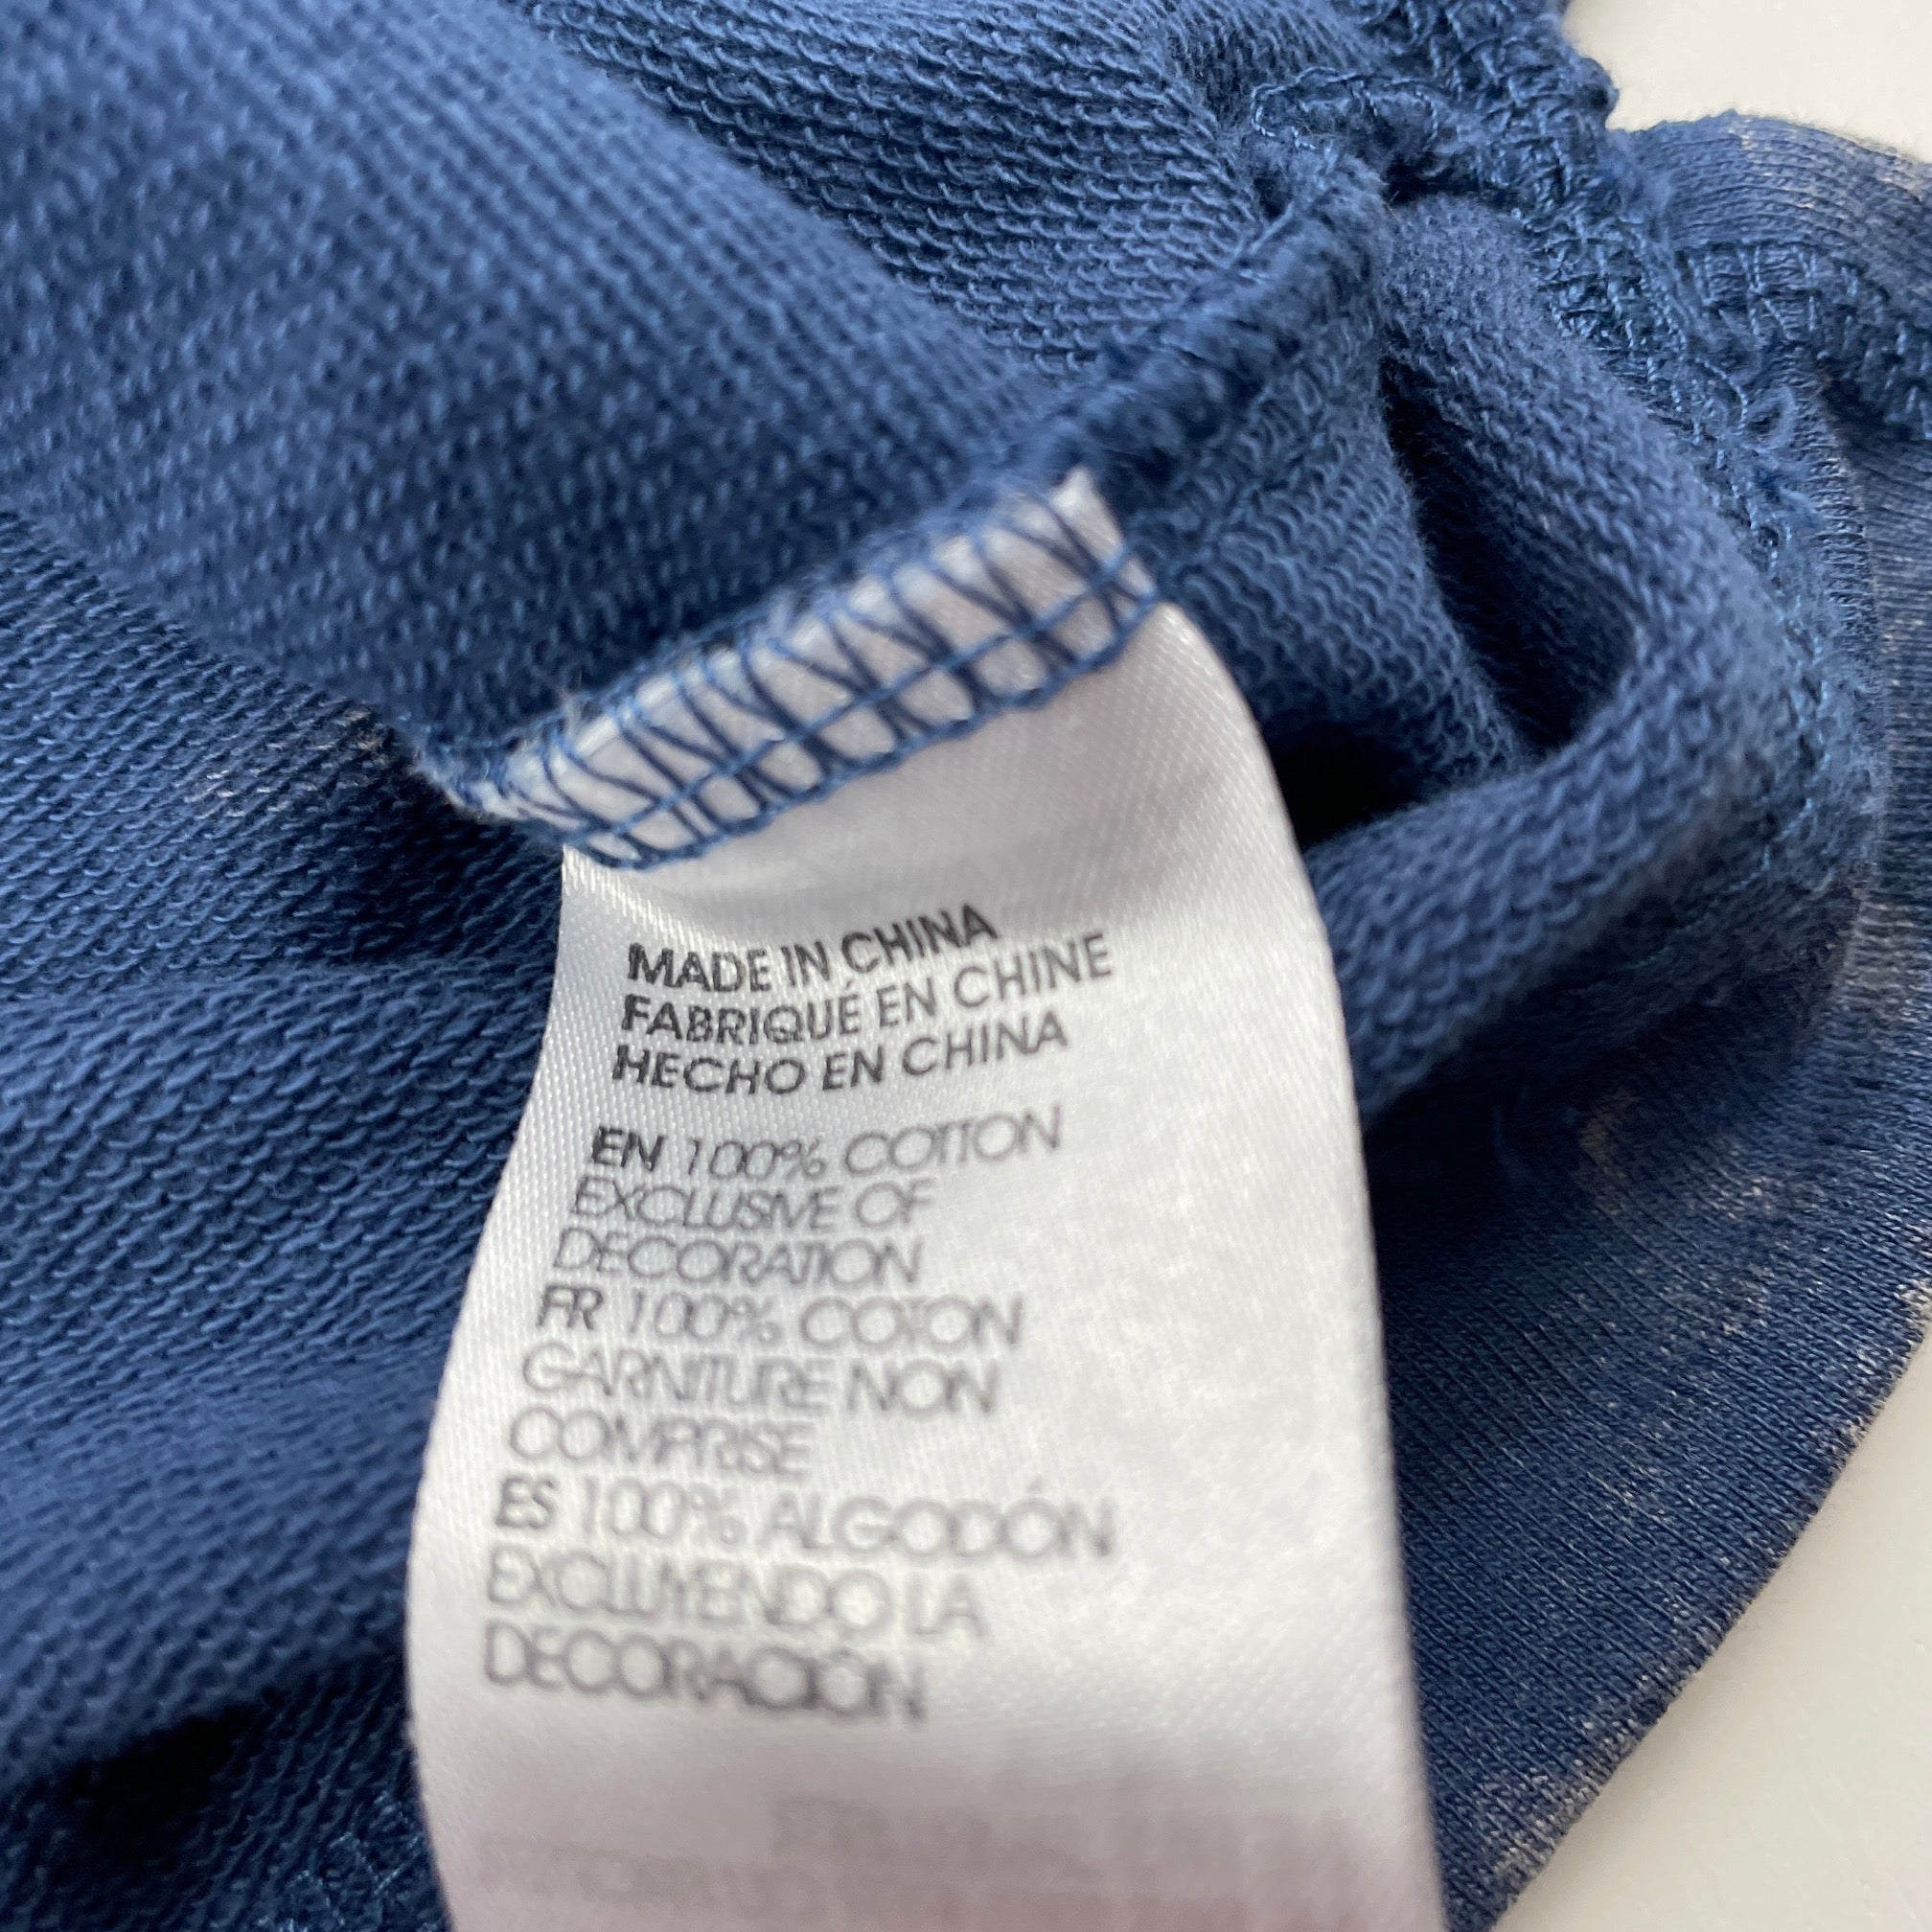 MADE IN CHINA
FABRIQUÉ EN CHINE
HECHO EN CHINA
EN 100% COTTON
EXCLUSIVE OF
DECORATION
FR 100% COTON
GARNITURE NON
COMPRISE
ES 100% ALGODÓN
EXCLUYENDO LA
DECORACIÓN